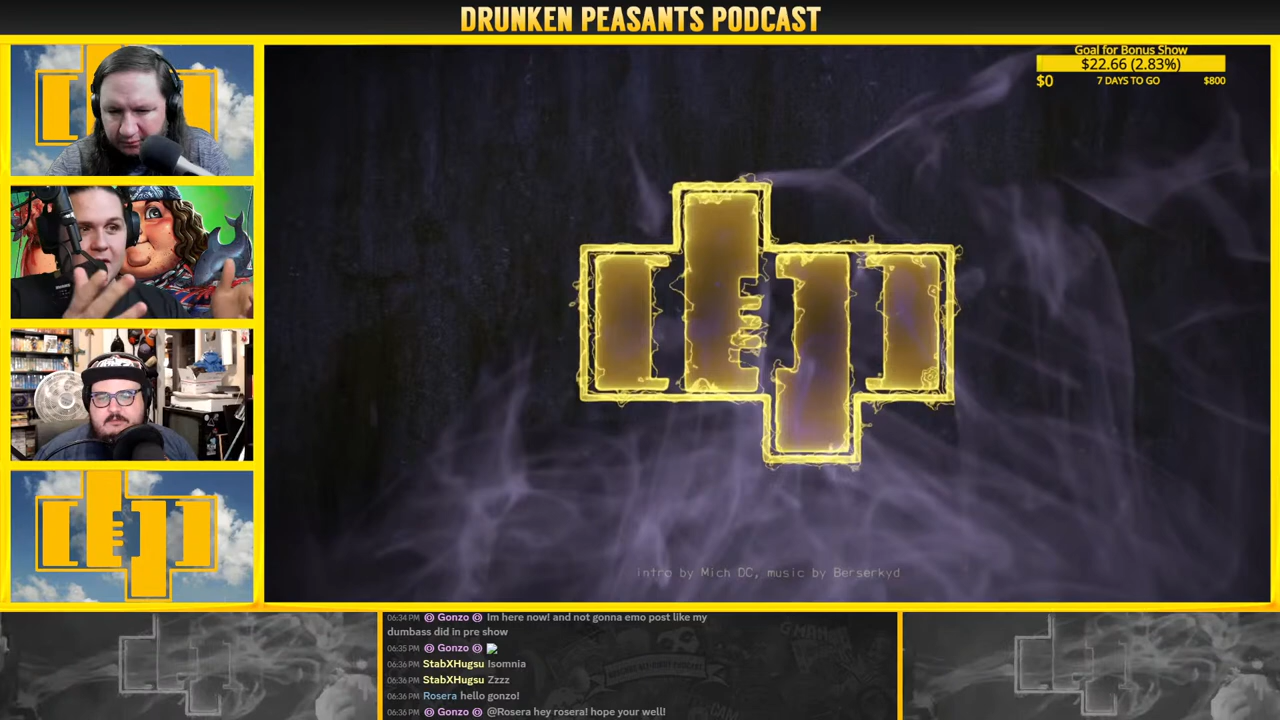 DRUNKEN PEASANTS PODCAST
Goal for Bonus Show
$22.66 (2.83%)
$0 7 DAYS TO GO $800
intro by Mich DC, music by Berserkyd
06:34 PM Gonzo Im here now! and not gonna emo post like my
dumbass did in pre show
06:35 PM Gonzo
06:36 PM StabXHugsu Isomnia
06:36 PM StabXHugsu Zzzz
06:36 PM Rosera hello gonzo!
06:36 PM Gonzo @Rosera hey rosera! hope your well!